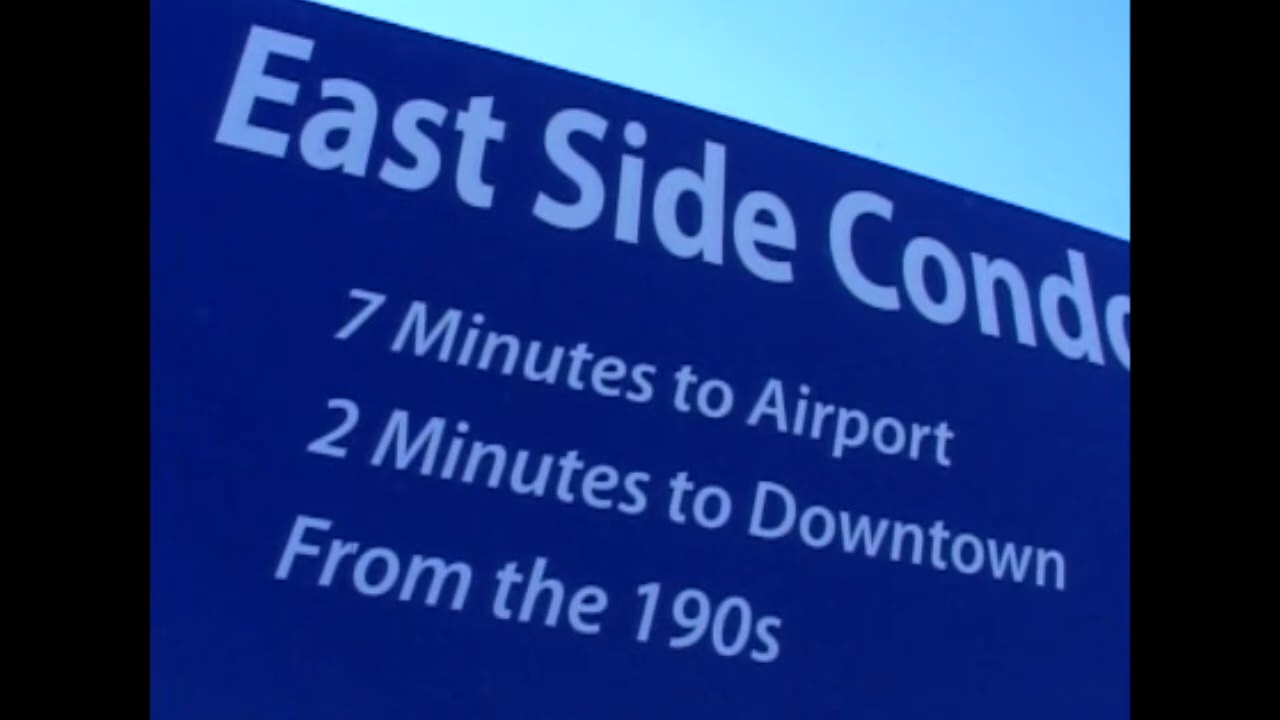 East Side Condo
7 Minutes to Airport
2 Minutes to Downtown
From the 190s